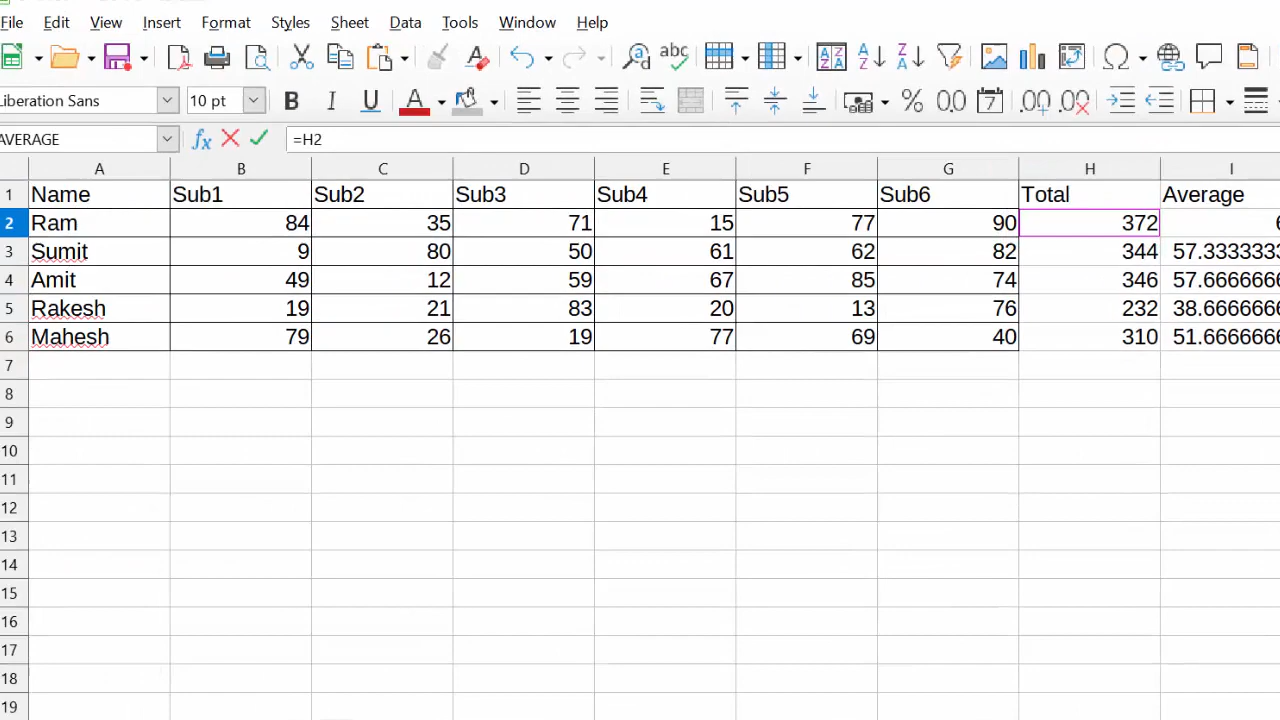 File Edit View Insert Format Styles Sheet Data Tools Window Help
Liberation Sans 10 pt
AVERAGE =H2
A B C D E F G H I
1 Name Sub1 Sub2 Sub3 Sub4 Sub5 Sub6 Total Average
2 Ram 84 35 71 15 77 90 372 6
3 Sumit 9 80 50 61 62 82 344 57.3333333
4 Amit 49 12 59 67 85 74 346 57.6666666
5 Rakesh 19 21 83 20 13 76 232 38.6666666
6 Mahesh 79 26 19 77 69 40 310 51.6666666
7
8
9
10
11
12
13
14
15
16
17
18
19